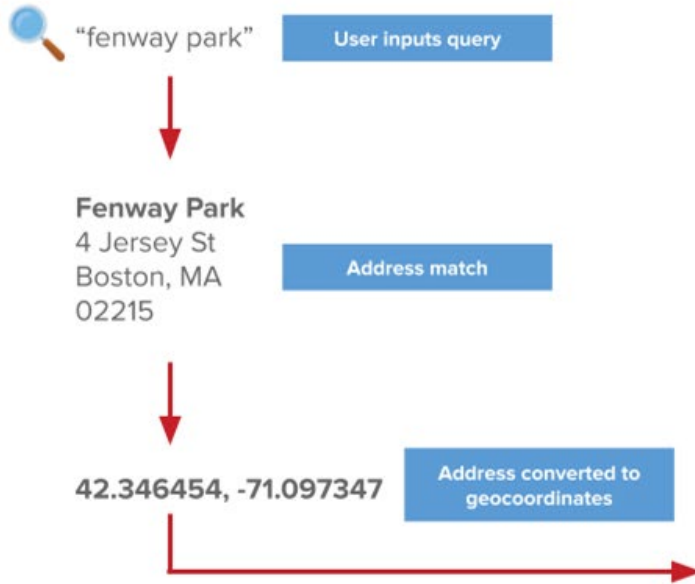 "fenway park"
User inputs query
Fenway Park
4 Jersey St
Boston, MA
02215
Address match
42.346454, -71.097347
Address converted to
geocoordinates